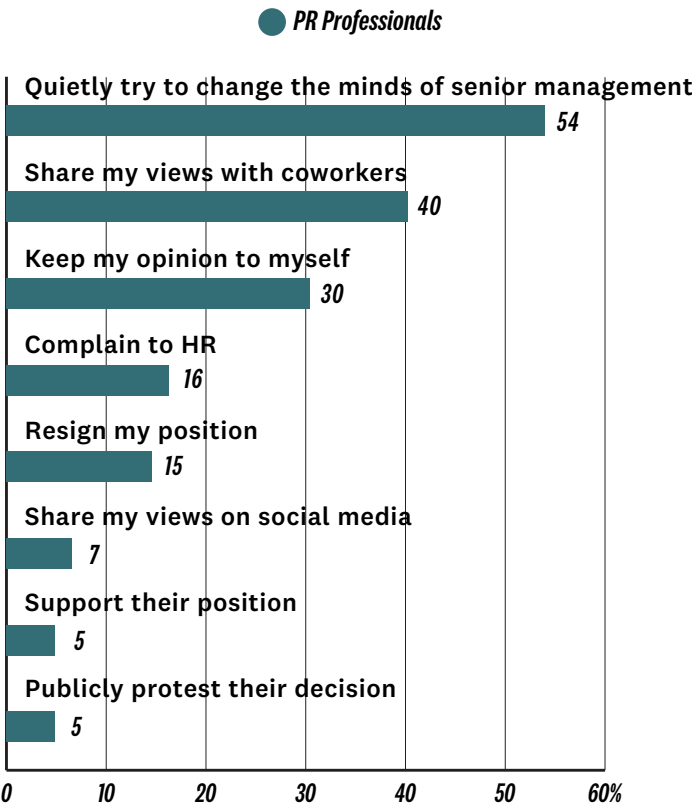 PR Professionals
Quietly try to change the minds of senior management
54
Share my views with coworkers
40
Keep my opinion to myself
30
Complain to HR
16
Resign my position
15
Share my views on social media
7
Support their position
5
Publicly protest their decision
5
0 10 20 30 40 50 60%